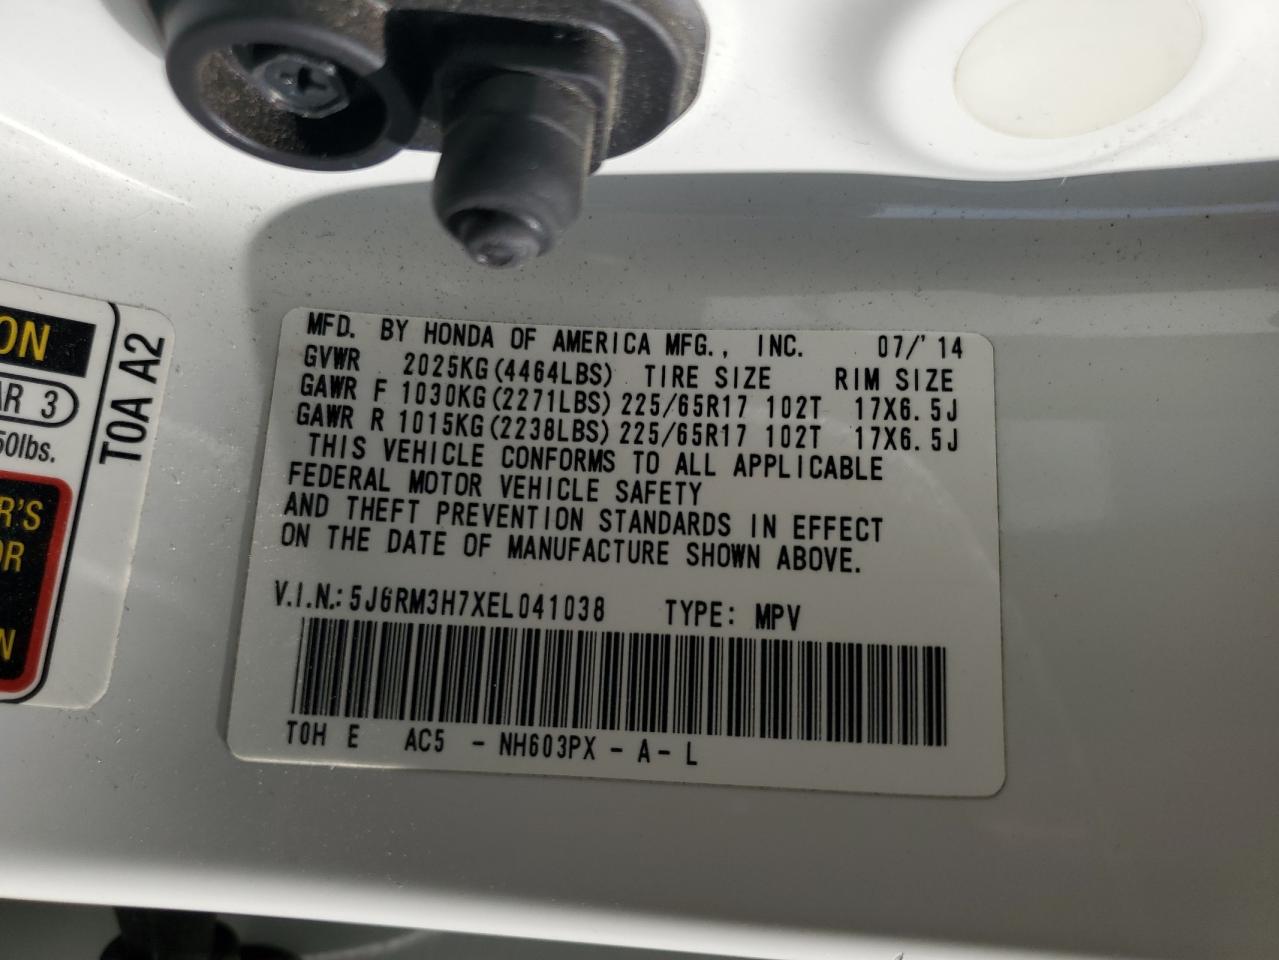 MFD. BY HONDA OF AMERICA MFG., INC. 07/'14
GVWR 2025KG(4464LBS) TIRE SIZE RIM SIZE
GAWR F 1030KG(2271LBS) 225/65R17 102T 17X6.5J
GAWR R 1015KG(2238LBS) 225/65R17 102T 17X6.5J
THIS VEHICLE CONFORMS TO ALL APPLICABLE
FEDERAL MOTOR VEHICLE SAFETY
AND THEFT PREVENTION STANDARDS IN EFFECT
ON THE DATE OF MANUFACTURE SHOWN ABOVE.
V.I.N.: 5J6RM3H7XEL041038 TYPE: MPV
T0H E AC5 - NH603PX - A - L
ON
AR 3
50lbs.
R'S
OR
N
T0A A2